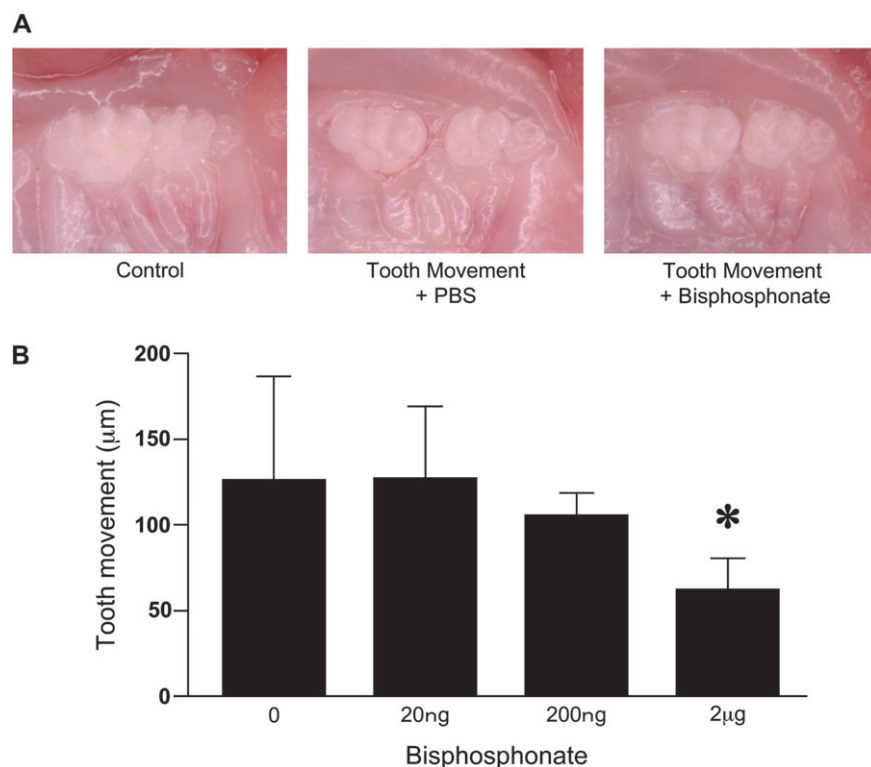 A
Control
Tooth Movement
+ PBS
Tooth Movement
+ Bisphosphonate
B
Tooth movement (μm)
200
150
100
50
0
*
0
20ng
200ng
2μg
Bisphosphonate